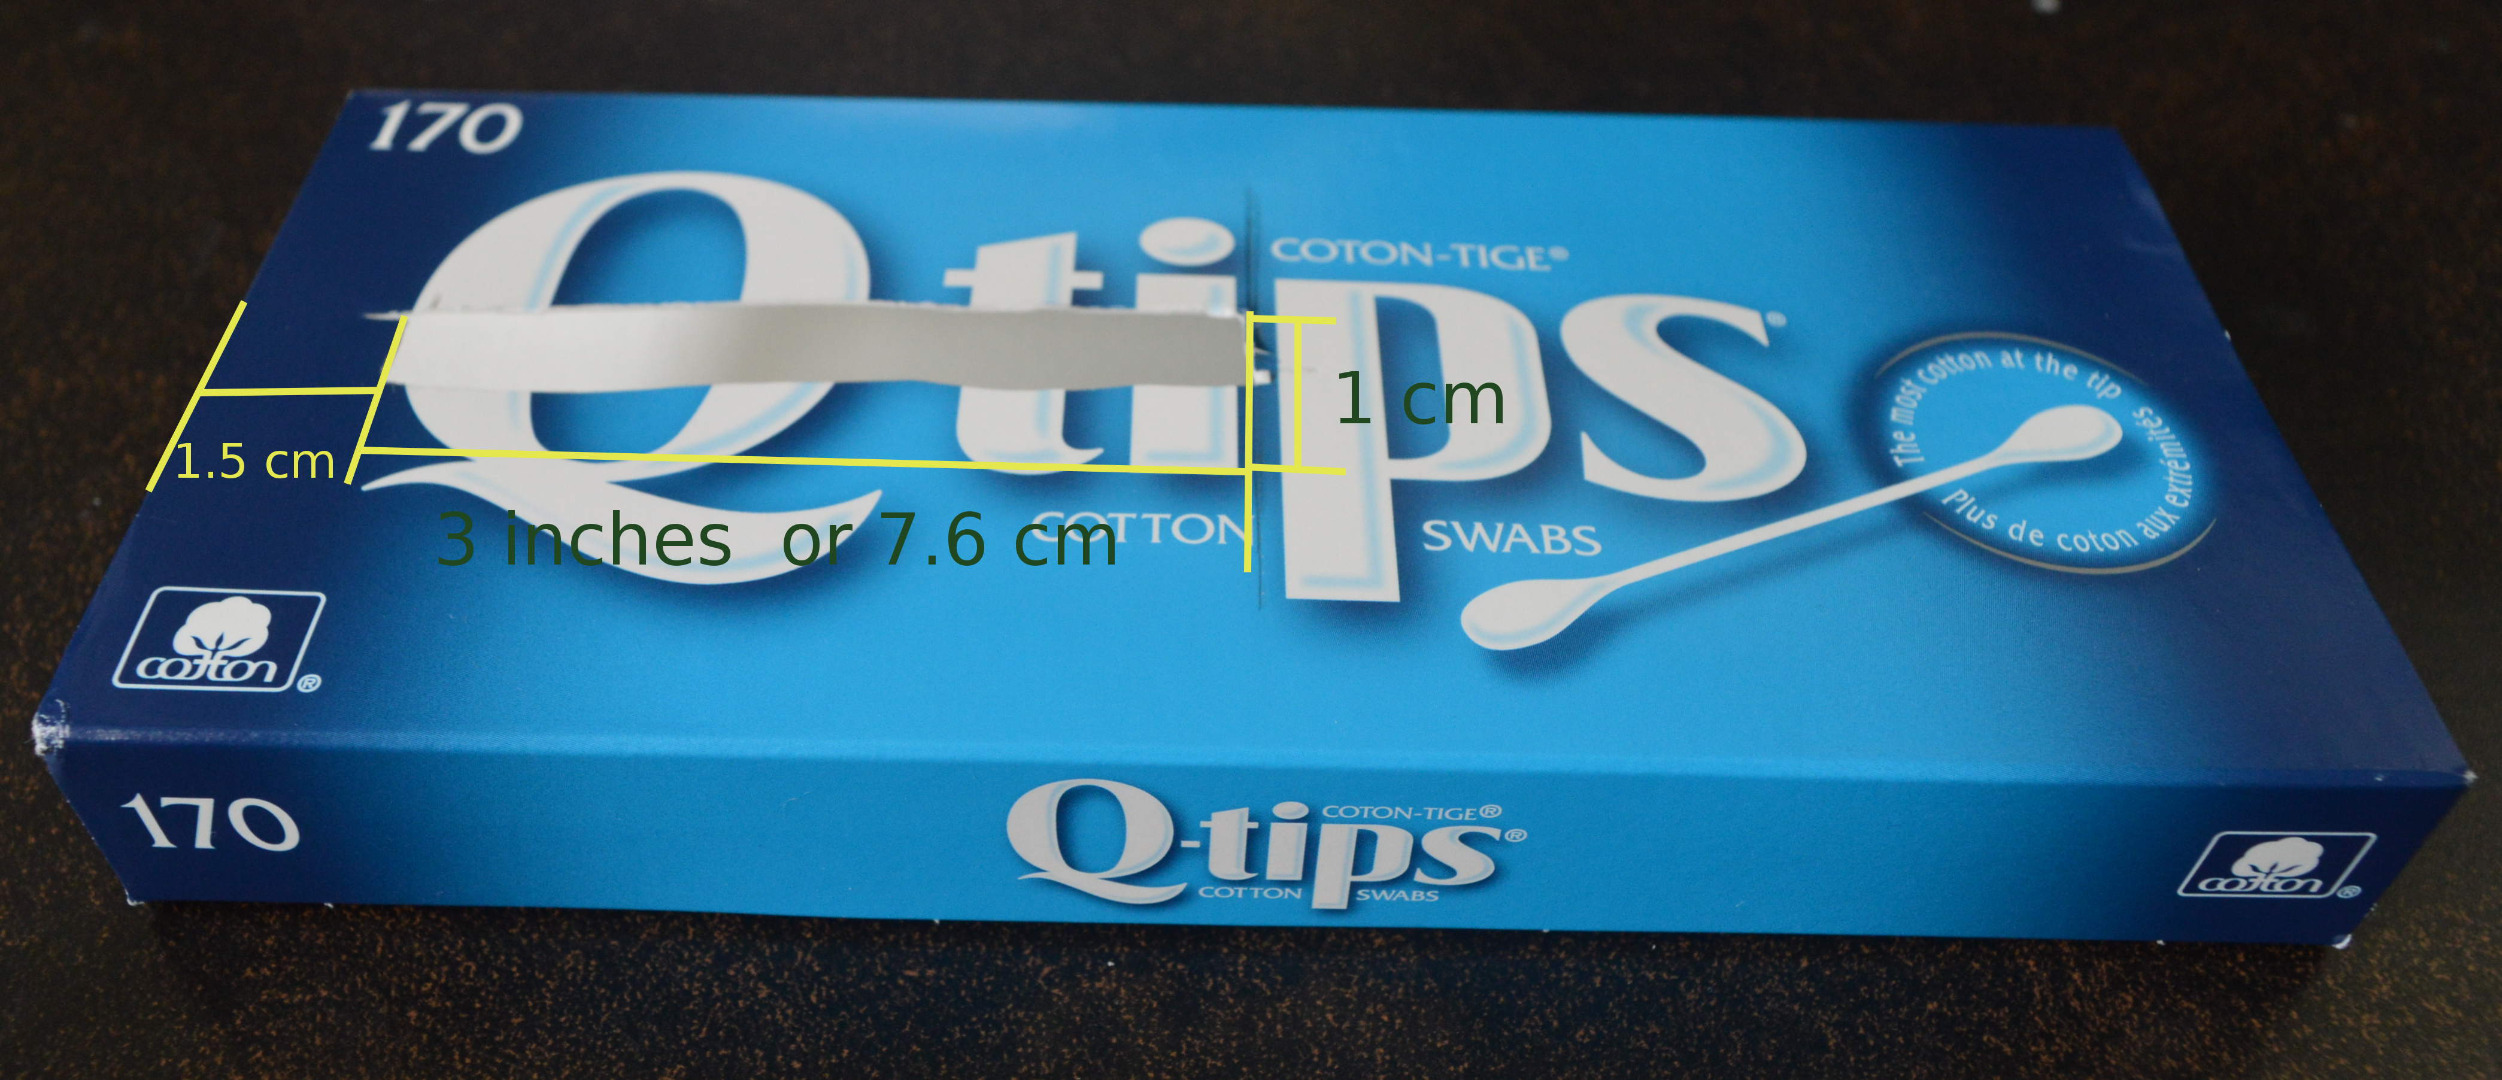 170
Q-tips®
COTON-TIGE®
COTTON SWABS
The most cotton at the tip
Plus de coton aux extrémités
1 cm
1.5 cm
3 inches or 7.6 cm
cotton®
170
Q-tips®
COTON-TIGE®
COTTON SWABS
cotton®